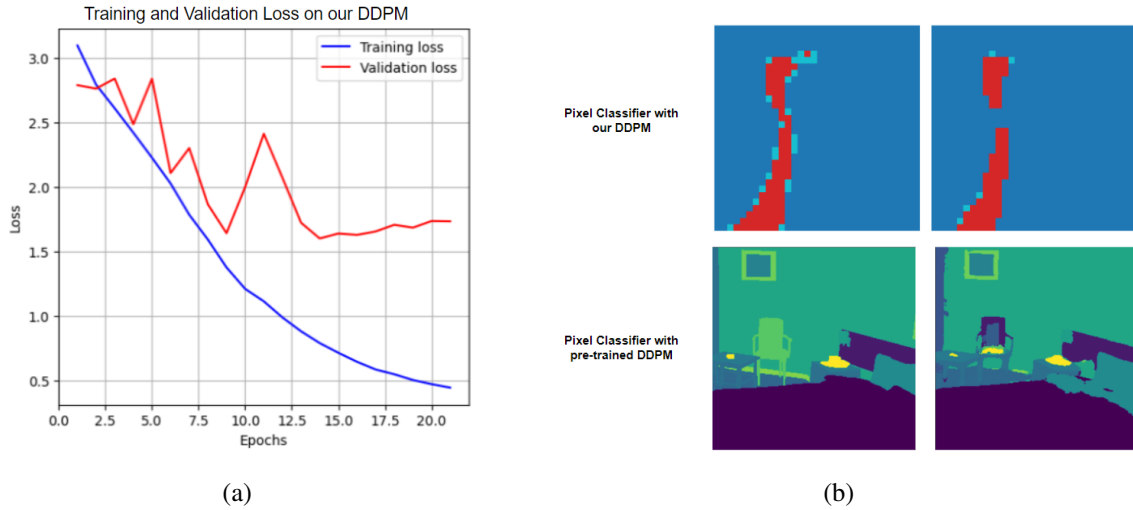 Training and Validation Loss on our DDPM
Training loss
Validation loss
3.0
2.5
2.0
1.5
1.0
0.5
Loss
0.0 2.5 5.0 7.5 10.0 12.5 15.0 17.5 20.0
Epochs
(a)
Pixel Classifier with
our DDPM
Pixel Classifier with
pre-trained DDPM
(b)